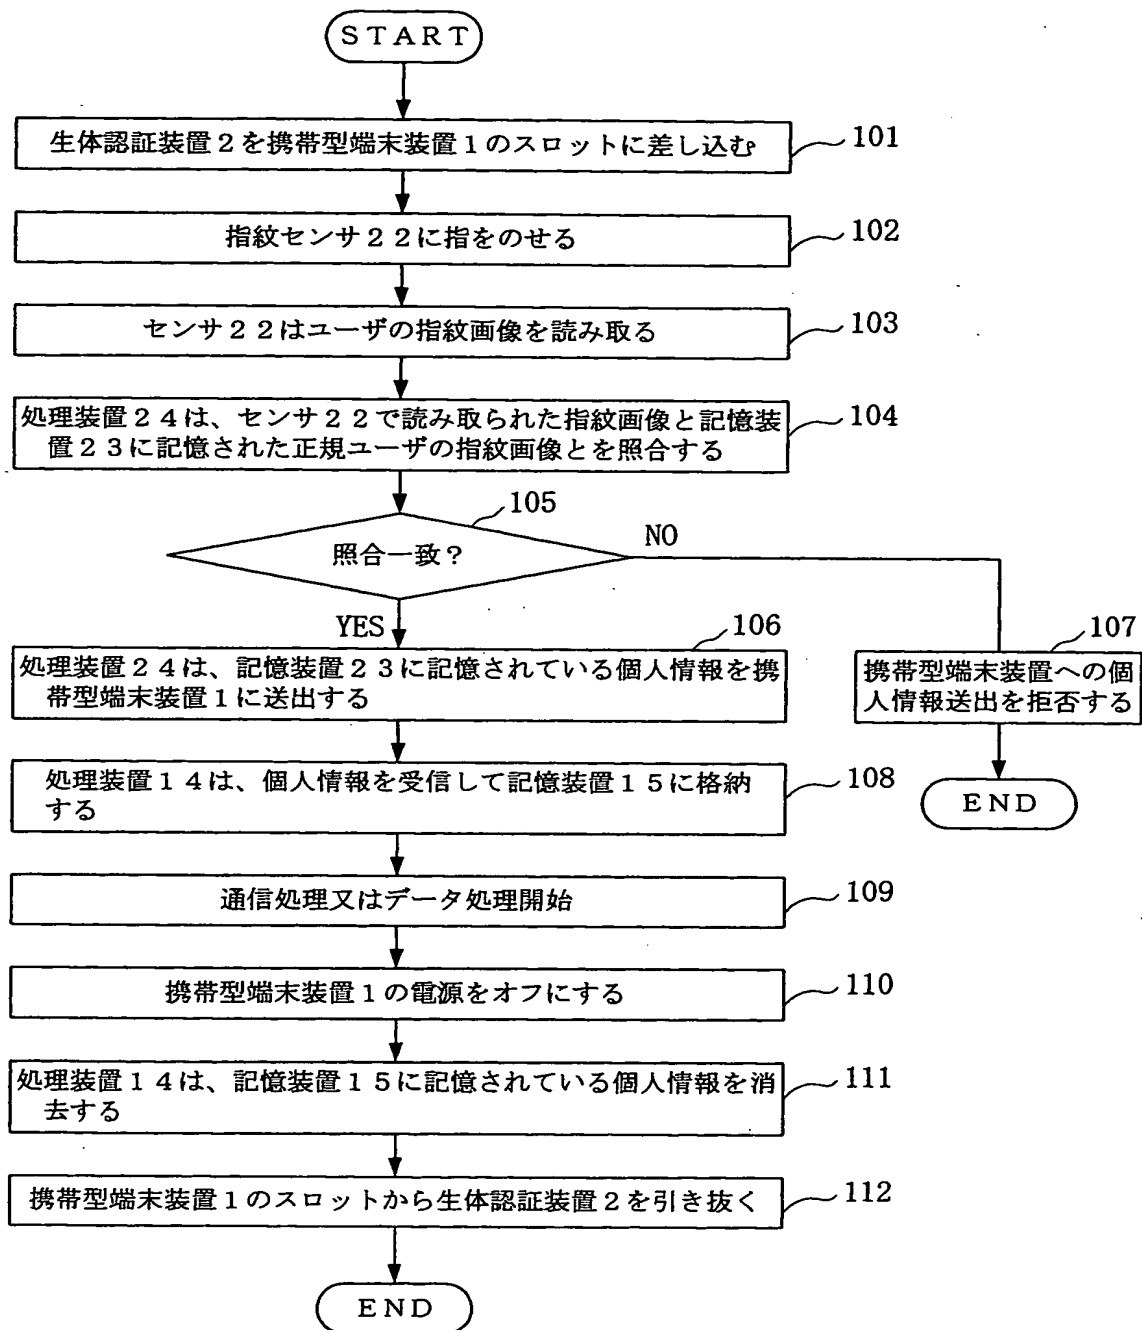 START
生体認証装置2を携帯型端末装置1のスロットに差し込む
101
指紋センサ22に指をのせる
102
センサ22はユーザの指紋画像を読み取る
103
処理装置24は、センサ22で読み取られた指紋画像と記憶装
置23に記憶された正規ユーザの指紋画像とを照合する
104
105
照合一致?
NO
YES
106
処理装置24は、記憶装置23に記憶されている個人情報を携
帯型端末装置1に送出する
107
携帯型端末装置への個
人情報送出を拒否する
END
処理装置14は、個人情報を受信して記憶装置15に格納
する
108
通信処理又はデータ処理開始
109
携帯型端末装置1の電源をオフにする
110
処理装置14は、記憶装置15に記憶されている個人情報を消
去する
111
携帯型端末装置1のスロットから生体認証装置2を引き抜く
112
END